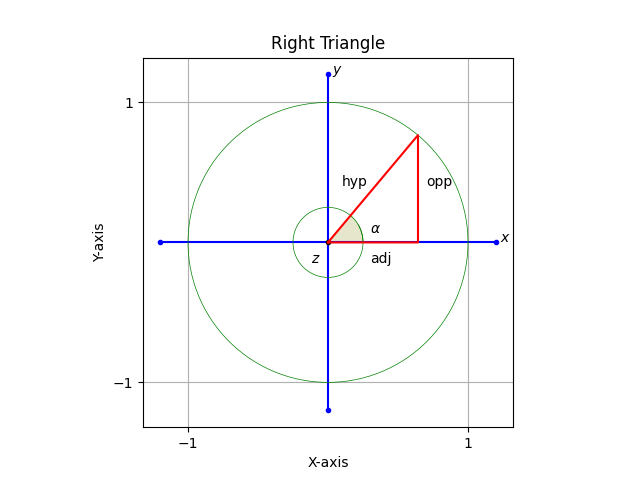 Right Triangle
y
1
hyp
opp
α
x
z
adj
−1
−1
1
Y-axis
X-axis